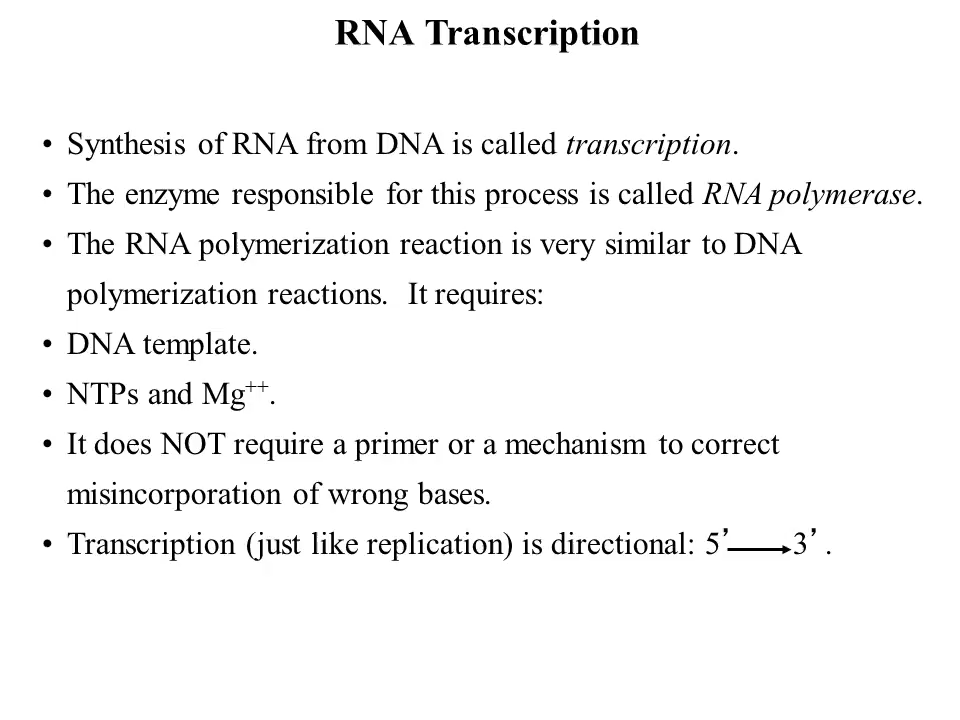 RNA Transcription
• Synthesis of RNA from DNA is called transcription.
• The enzyme responsible for this process is called RNA polymerase.
• The RNA polymerization reaction is very similar to DNA
polymerization reactions.  It requires:
• DNA template.
• NTPs and Mg⁺⁺.
• It does NOT require a primer or a mechanism to correct
misincorporation of wrong bases.
• Transcription (just like replication) is directional: 5’ → 3’ .